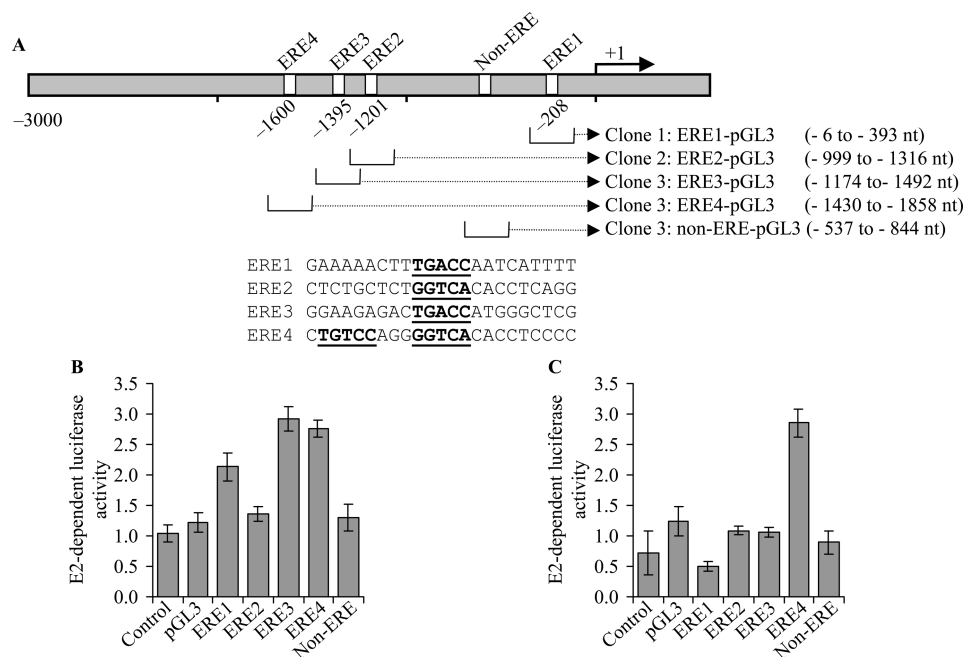 A
ERE4
ERE3
ERE2
Non-ERE
ERE1
+1
–3000
–1600
–1395
–1201
–208
Clone 1: ERE1-pGL3 (- 6 to - 393 nt)
Clone 2: ERE2-pGL3 (- 999 to - 1316 nt)
Clone 3: ERE3-pGL3 (- 1174 to- 1492 nt)
Clone 3: ERE4-pGL3 (- 1430 to - 1858 nt)
Clone 3: non-ERE-pGL3 (- 537 to - 844 nt)
ERE1 GAAAAACTTTGACCAATCATTTT
ERE2 CTCTGCTCTGGTCACACCTCAGG
ERE3 GGAAGAGACTGACCATGGGCTCG
ERE4 CTGTCCAGGGGTCACACCTCCCC
B
E2-dependent luciferase
activity
3.5
3.0
2.5
2.0
1.5
1.0
0.5
0.0
Control
pGL3
ERE1
ERE2
ERE3
ERE4
Non-ERE
C
E2-dependent luciferase
activity
3.5
3.0
2.5
2.0
1.5
1.0
0.5
0.0
Control
pGL3
ERE1
ERE2
ERE3
ERE4
Non-ERE